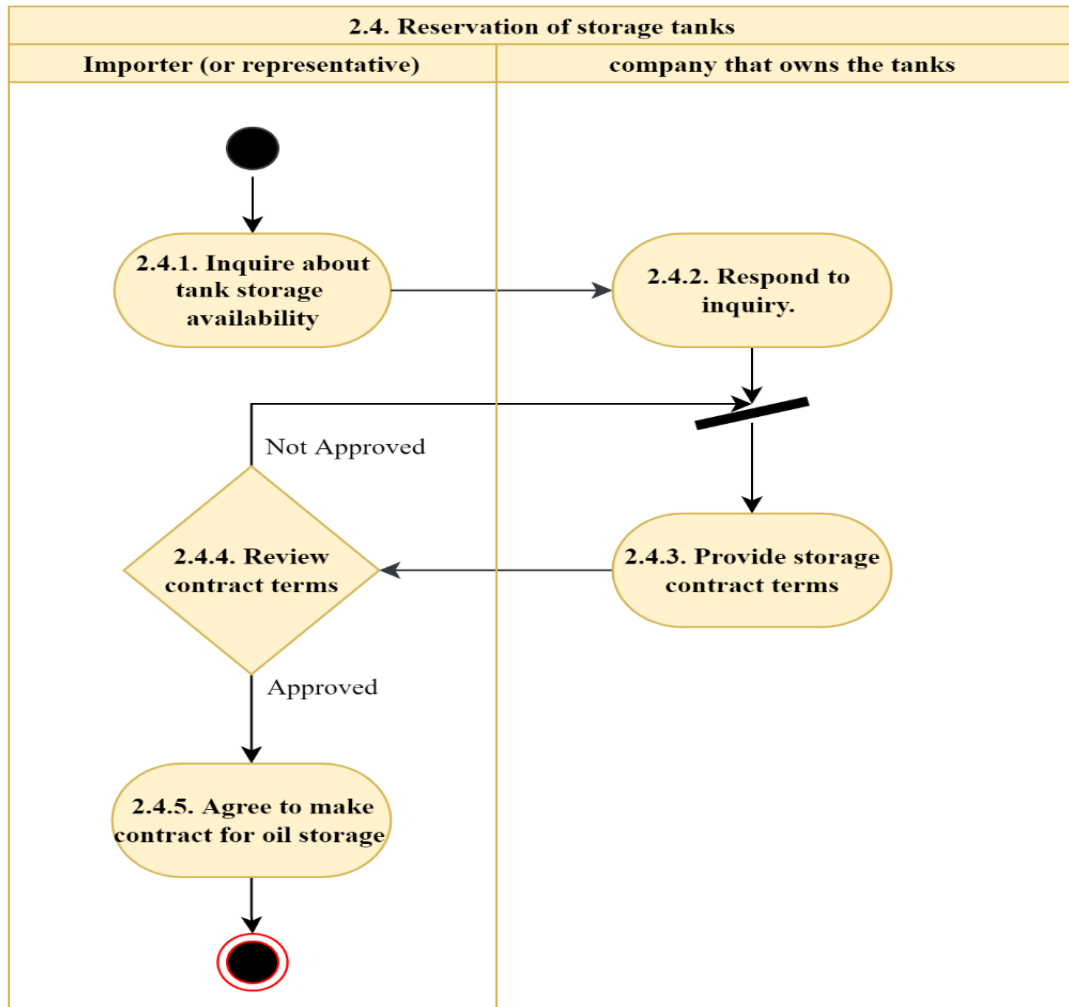 2.4. Reservation of storage tanks
Importer (or representative)
company that owns the tanks
2.4.1. Inquire about
tank storage
availability
2.4.2. Respond to
inquiry.
Not Approved
2.4.4. Review
contract terms
2.4.3. Provide storage
contract terms
Approved
2.4.5. Agree to make
contract for oil storage